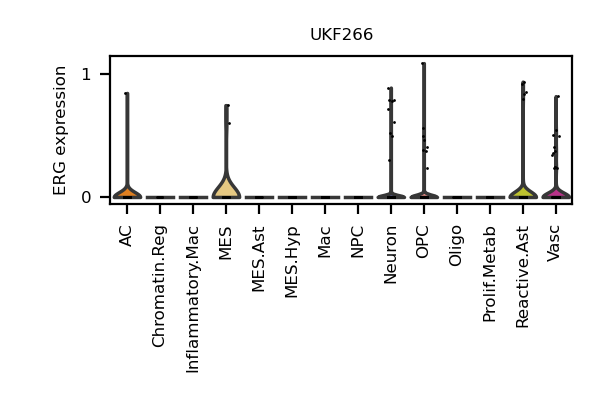 UKF266
ERG expression
1
0
AC
Chromatin.Reg
Inflammatory.Mac
MES
MES.Ast
MES.Hyp
Mac
NPC
Neuron
OPC
Oligo
Prolif.Metab
Reactive.Ast
Vasc